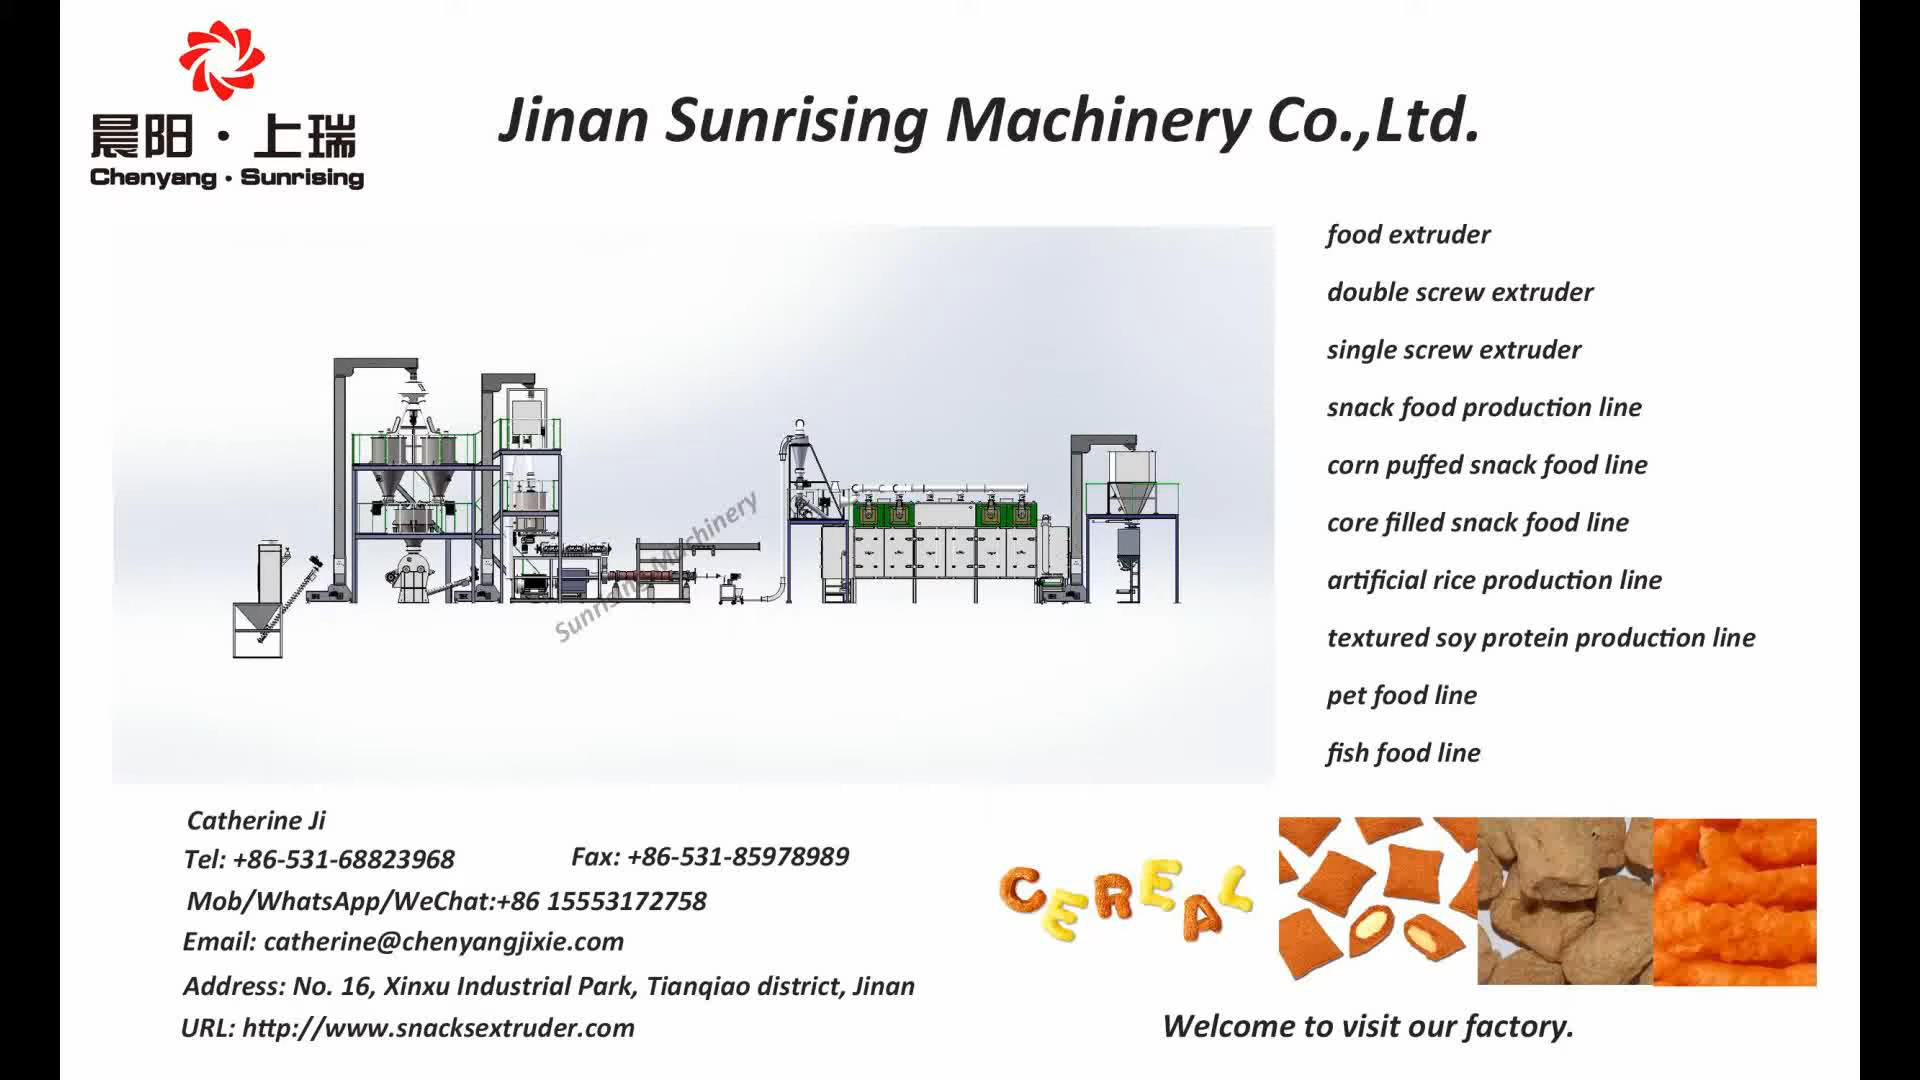 晨阳·上瑞
Chenyang · Sunrising
Jinan Sunrising Machinery Co.,Ltd.
food extruder
double screw extruder
single screw extruder
snack food production line
corn puffed snack food line
core filled snack food line
artificial rice production line
textured soy protein production line
pet food line
fish food line
Sunrising Machinery
Catherine Ji
Tel: +86-531-68823968
Fax: +86-531-85978989
Mob/WhatsApp/WeChat:+86 15553172758
Email: catherine@chenyangjixie.com
Address: No. 16, Xinxu Industrial Park, Tianqiao district, Jinan
URL: http://www.snacksextruder.com
CEREAL
Welcome to visit our factory.